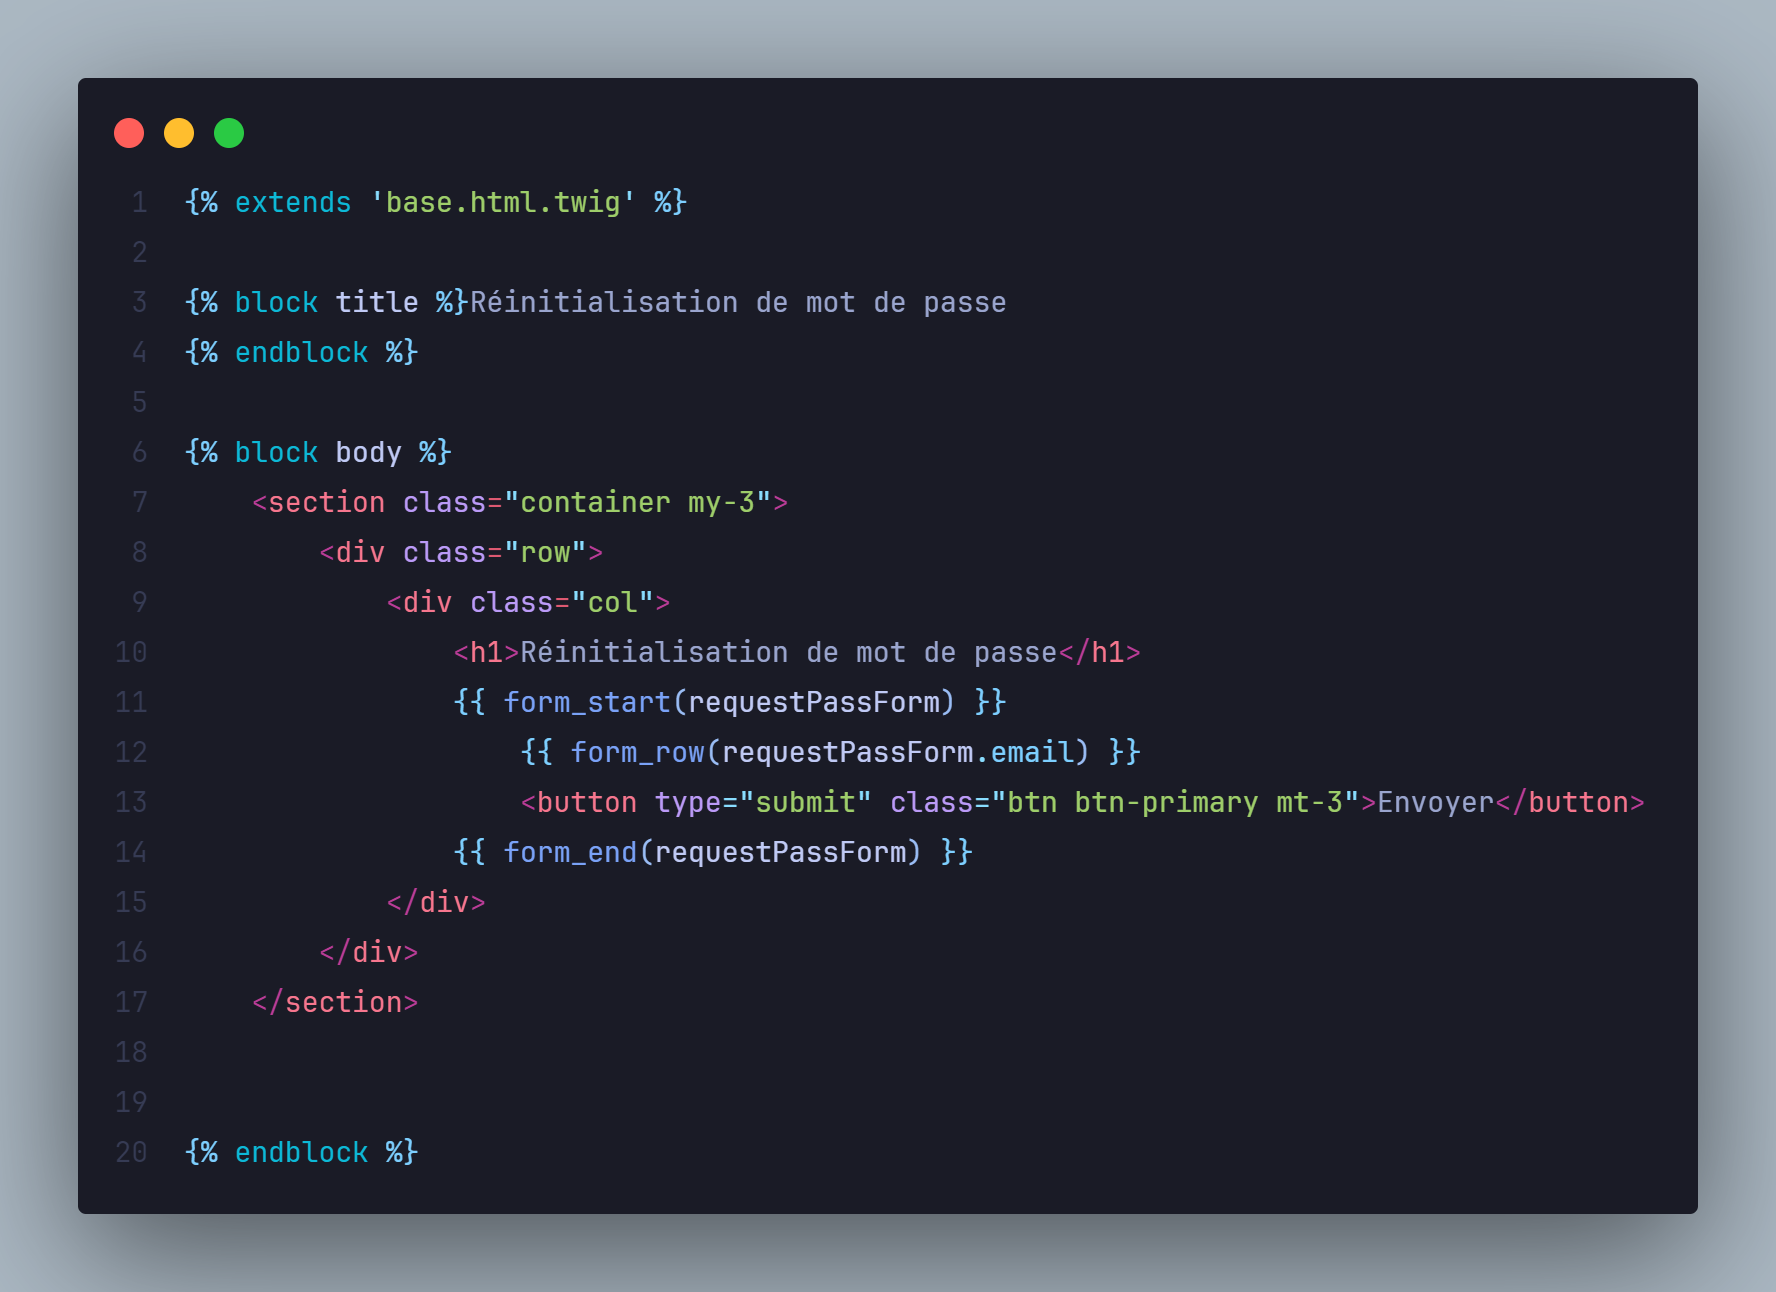 1 {% extends 'base.html.twig' %}
2
3 {% block title %}Réinitialisation de mot de passe
4 {% endblock %}
5
6 {% block body %}
7     <section class="container my-3">
8         <div class="row">
9             <div class="col">
10                 <h1>Réinitialisation de mot de passe</h1>
11                 {{ form_start(requestPassForm) }}
12                     {{ form_row(requestPassForm.email) }}
13                     <button type="submit" class="btn btn-primary mt-3">Envoyer</button>
14                 {{ form_end(requestPassForm) }}
15             </div>
16         </div>
17     </section>
18
19
20 {% endblock %}